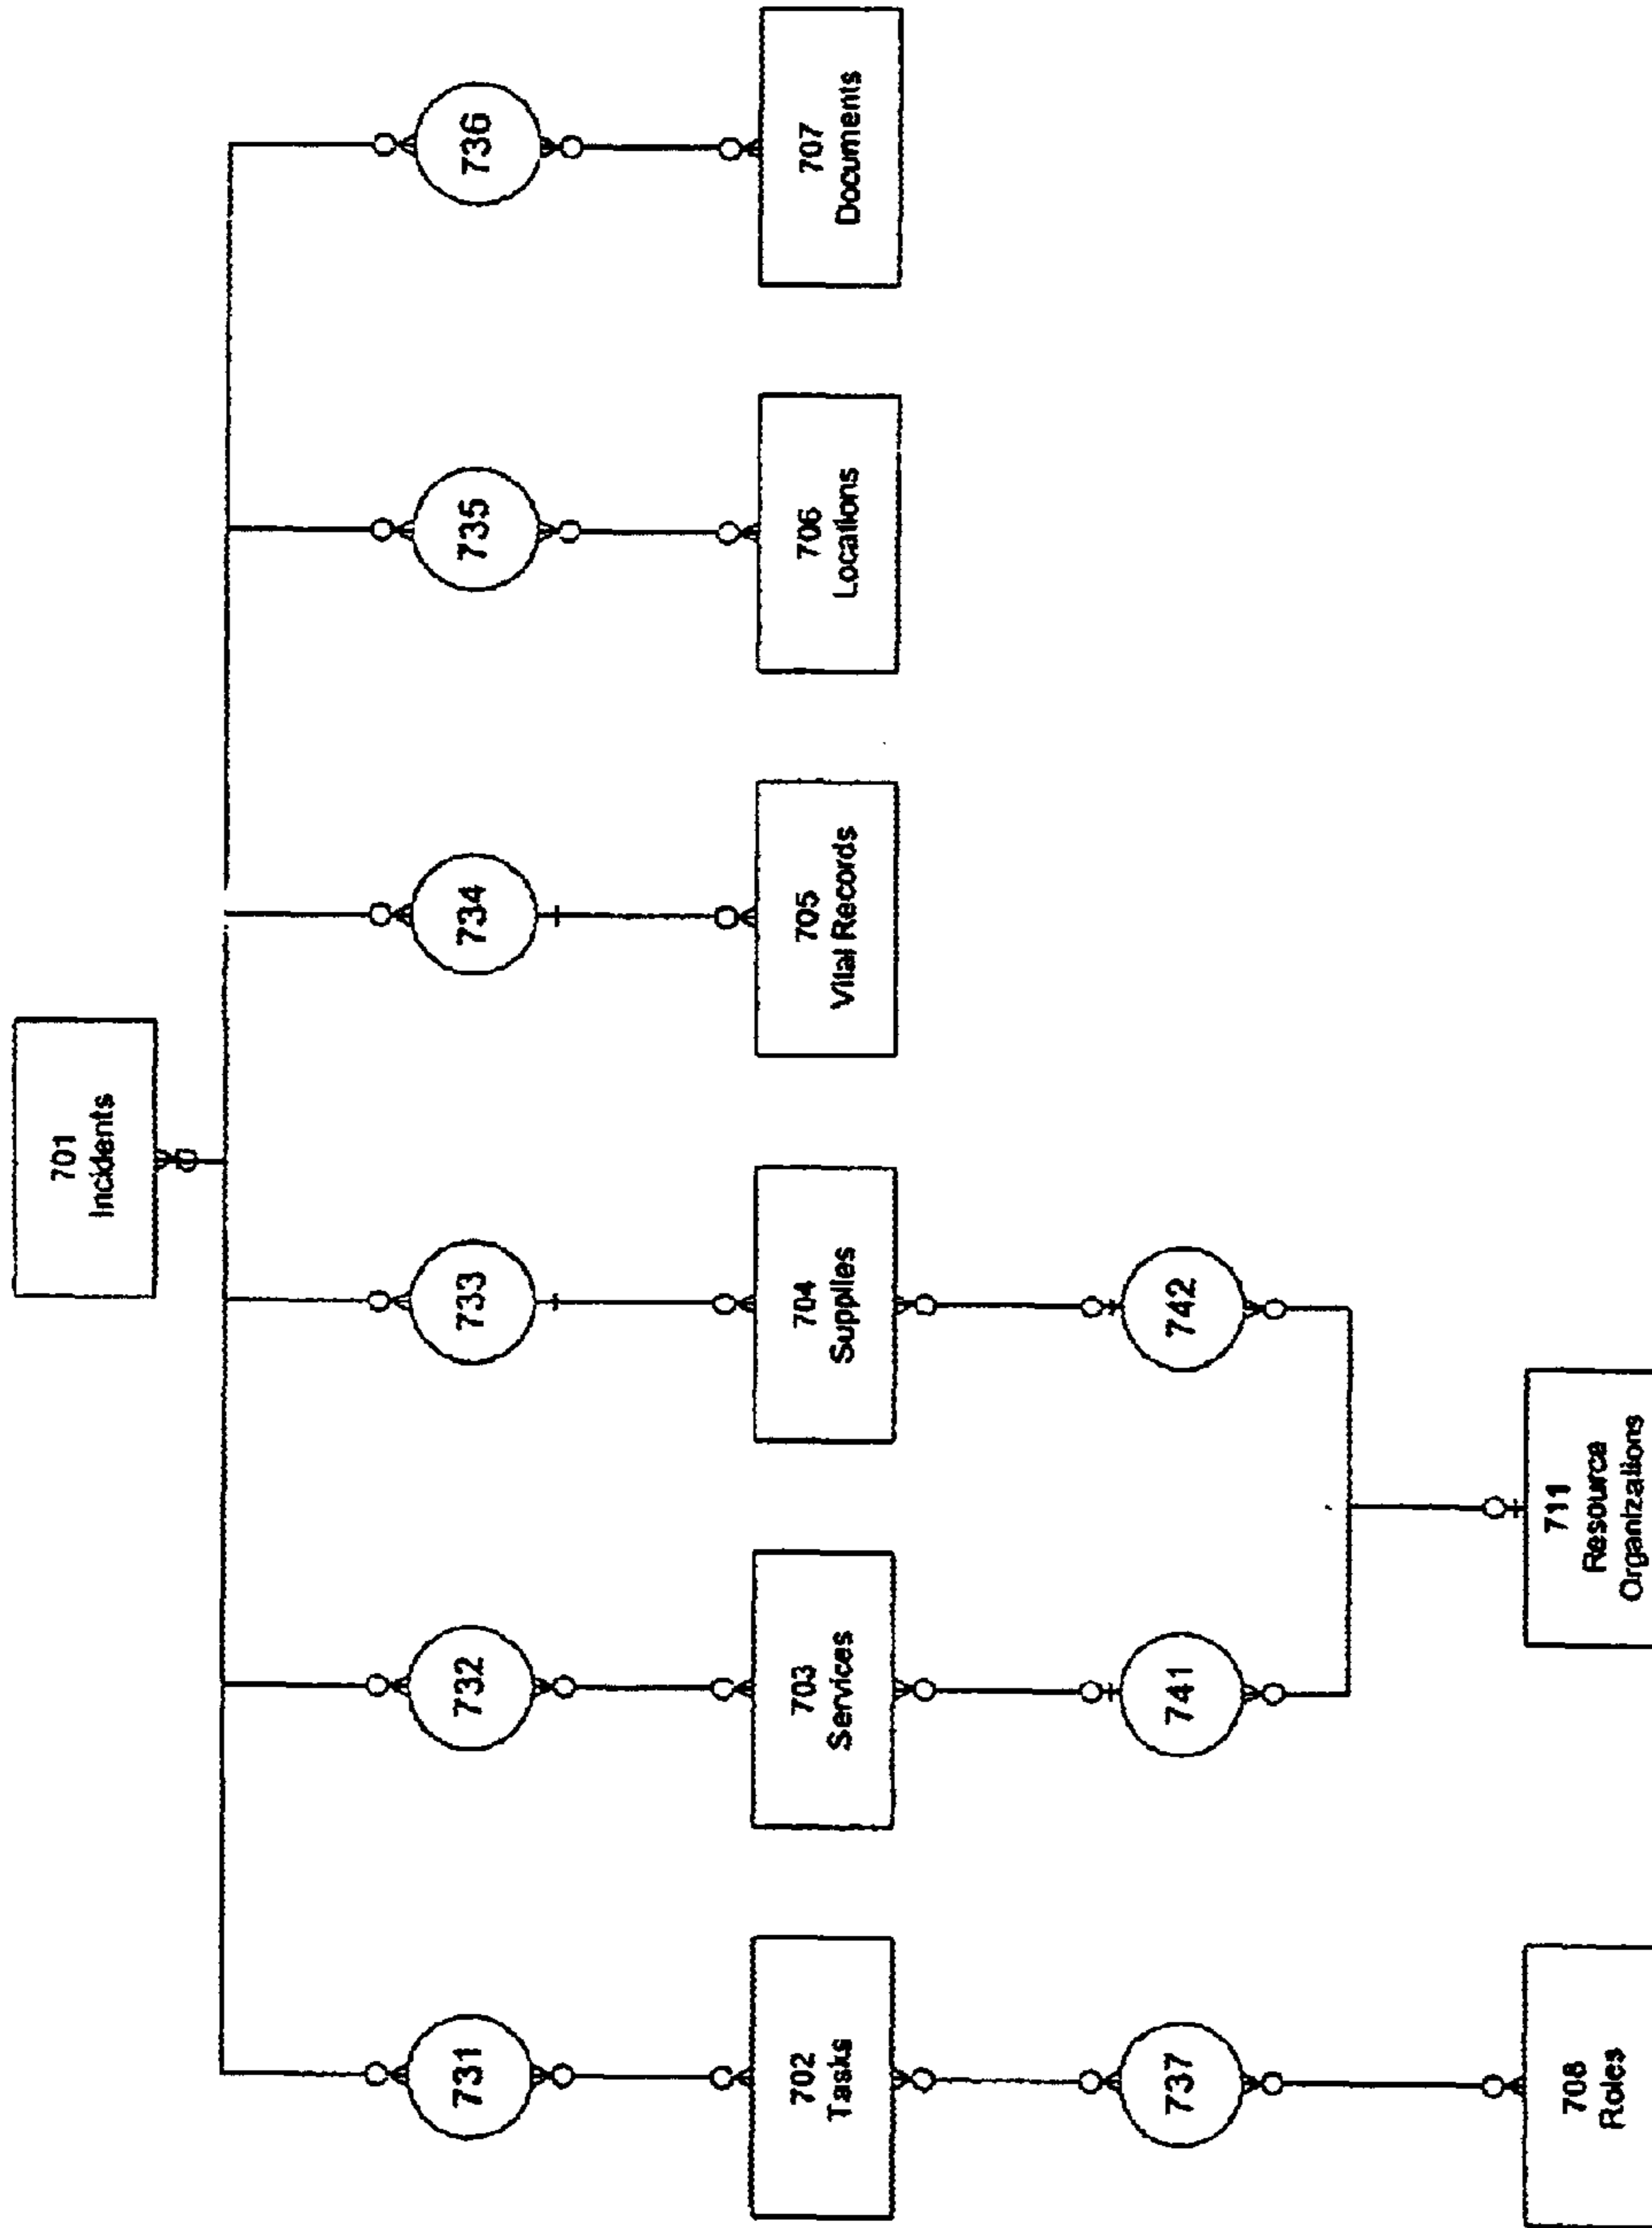 701
Incidents
731
732
733
734
735
736
702
Tasks
703
Services
704
Supplies
705
Vital Records
706
Locations
707
Documents
737
741
742
708
Roles
711
Resource
Organizations